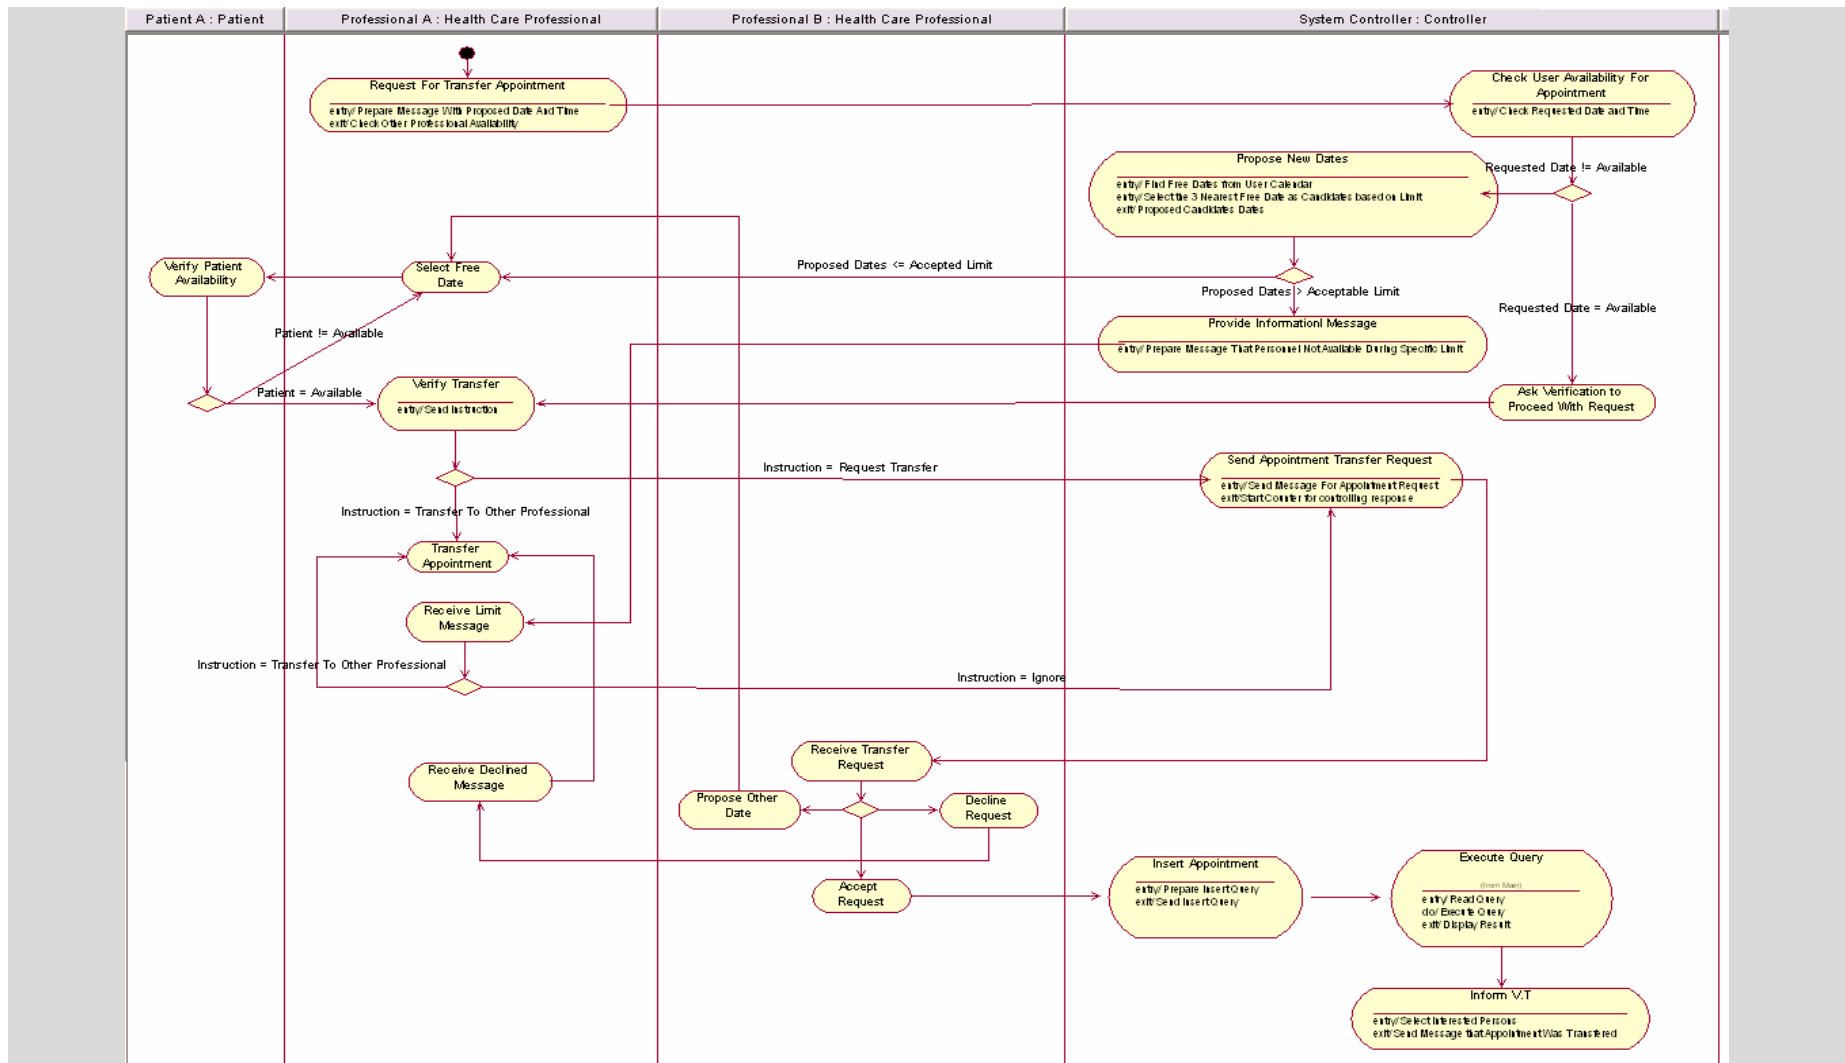 Patient A : Patient
Professional A : Health Care Professional
Professional B : Health Care Professional
System Controller : Controller
Request For Transfer Appointment
entry/ Prepare Message With Proposed Date And Time
exit/ Check Other Professional Availability
Check User Availability For
Appointment
entry/ Check Requested Date and Time
Requested Date != Available
Propose New Dates
entry/ Find Free Dates from User Calendar
entry/ Select the 3 Nearest Free Date as Candidates based on Limit
exit/ Proposed Candidates Dates
Verify Patient
Availability
Select Free
Date
Proposed Dates <= Accepted Limit
Proposed Dates > Acceptable Limit
Requested Date = Available
Provide Informationl Message
entry/ Prepare Message That Personnel Not Available During Specific Limit
Patient != Available
Patient = Available
Verify Transfer
entry/ Send Instruction
Ask Verification to
Proceed With Request
Instruction = Request Transfer
Send Appointment Transfer Request
entry/ Send Message For Appointment Request
exit/ Start Counter for controlling response
Instruction = Transfer To Other Professional
Transfer
Appointment
Receive Limit
Message
Instruction = Transfer To Other Professional
Instruction = Ignore
Receive Transfer
Request
Receive Declined
Message
Propose Other
Date
Decline
Request
Accept
Request
Insert Appointment
entry/ Prepare Insert Query
exit/ Send Insert Query
Execute Query
(from Main)
entry/ Read Query
do/ Execute Query
exit/ Display Result
Inform V.T
entry/ Select Interested Persons
exit/ Send Message that Appointment Was Transfered